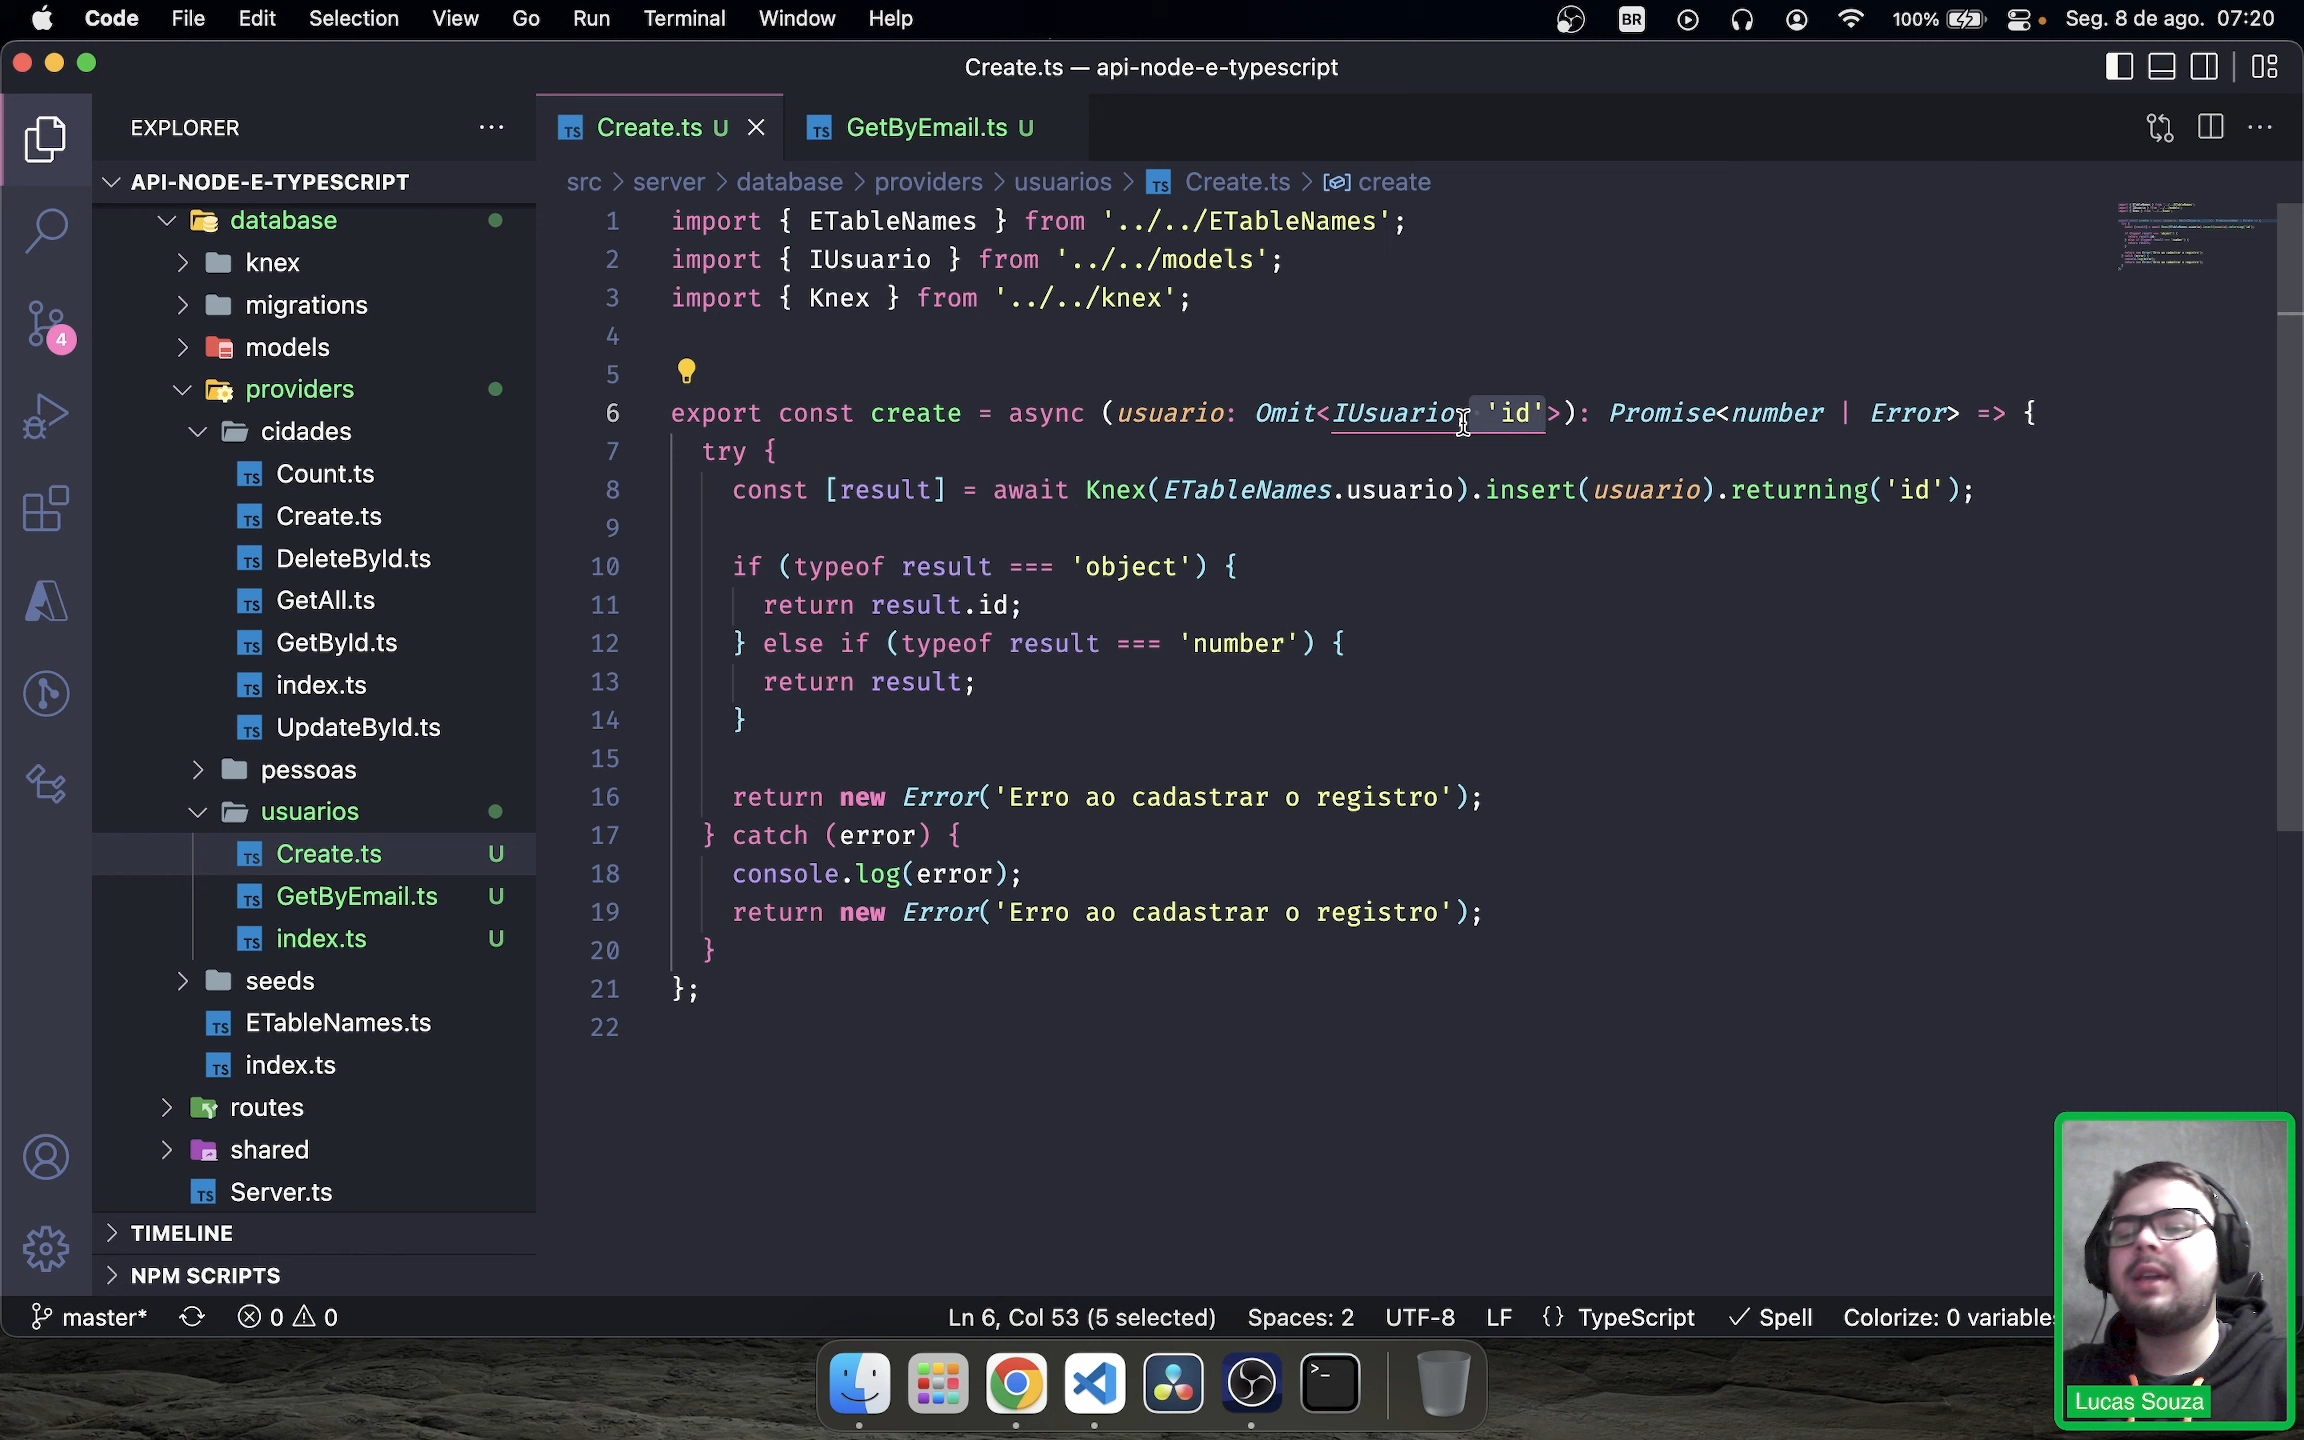 Code File Edit Selection View Go Run Terminal Window Help
BR 100% Seg. 8 de ago. 07:20
Create.ts — api-node-e-typescript
EXPLORER
API-NODE-E-TYPESCRIPT
database
knex
migrations
models
providers
cidades
TS Count.ts
TS Create.ts
TS DeleteById.ts
TS GetAll.ts
TS GetById.ts
TS index.ts
TS UpdateById.ts
pessoas
usuarios
TS Create.ts U
TS GetByEmail.ts U
TS index.ts U
seeds
TS ETableNames.ts
TS index.ts
routes
shared
TS Server.ts
TIMELINE
NPM SCRIPTS
4
TS Create.ts U TS GetByEmail.ts U
src > server > database > providers > usuarios > TS Create.ts > create
1 import { ETableNames } from '../../ETableNames';
2 import { IUsuario } from '../../models';
3 import { Knex } from '../../knex';
4
5
6 export const create = async (usuario: Omit<IUsuario, 'id'>): Promise<number | Error> => {
7 try {
8 const [result] = await Knex(ETableNames.usuario).insert(usuario).returning('id');
9
10 if (typeof result === 'object') {
11 return result.id;
12 } else if (typeof result === 'number') {
13 return result;
14 }
15
16 return new Error('Erro ao cadastrar o registro');
17 } catch (error) {
18 console.log(error);
19 return new Error('Erro ao cadastrar o registro');
20 }
21 };
22
master* 0 0 Ln 6, Col 53 (5 selected) Spaces: 2 UTF-8 LF {} TypeScript Spell Colorize: 0 variables
Lucas Souza